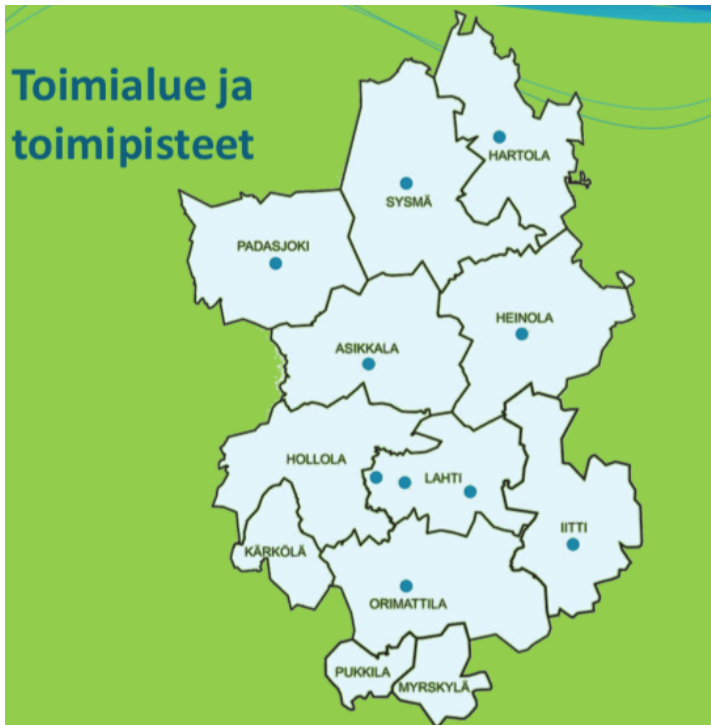 Toimialue ja
toimipisteet
HARTOLA
SYSMÄ
PADASJOKI
HEINOLA
ASIKKALA
HOLLOLA
LAHTI
IITTI
KÄRKÖLÄ
ORIMATTILA
PUKKILA
MYRSKYLÄ